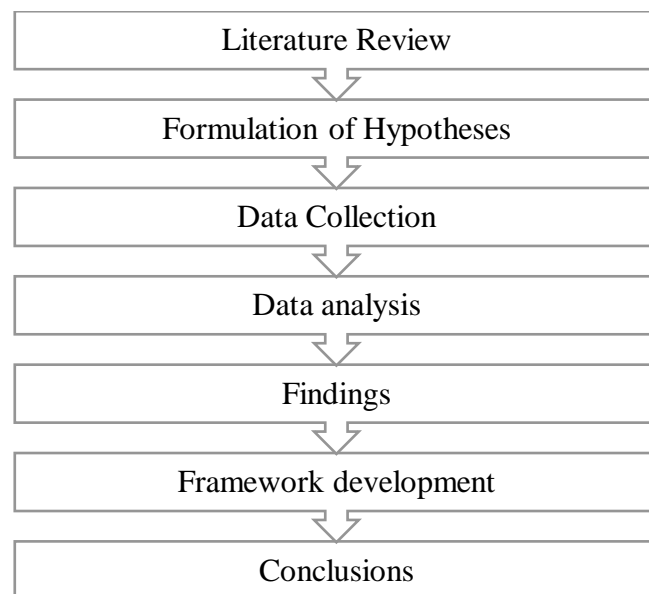 Literature Review
Formulation of Hypotheses
Data Collection
Data analysis
Findings
Framework development
Conclusions